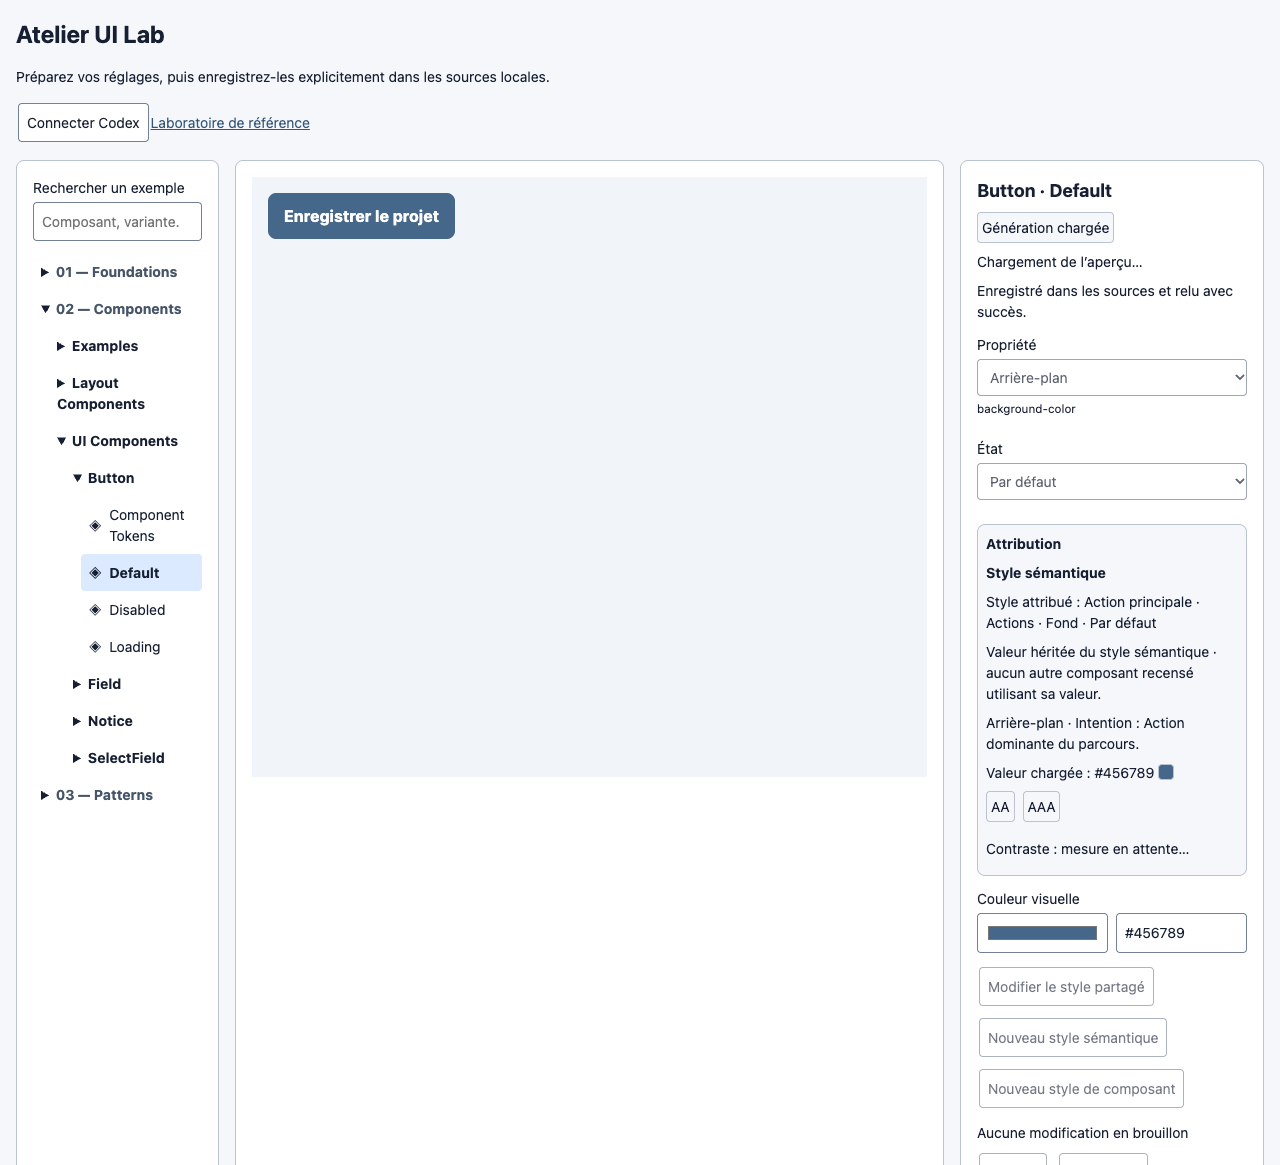 Atelier UI Lab
Préparez vos réglages, puis enregistrez-les explicitement dans les sources locales.
Connecter Codex
Laboratoire de référence
Rechercher un exemple
Composant, variante.
01 — Foundations
02 — Components
Examples
Layout
Components
UI Components
Button
Component
Tokens
Default
Disabled
Loading
Field
Notice
SelectField
03 — Patterns
Enregistrer le projet
Button · Default
Génération chargée
Chargement de l'aperçu…
Enregistré dans les sources et relu avec
succès.
Propriété
Arrière-plan
background-color
État
Par défaut
Attribution
Style sémantique
Style attribué : Action principale ·
Actions · Fond · Par défaut
Valeur héritée du style sémantique ·
aucun autre composant recensé
utilisant sa valeur.
Arrière-plan · Intention : Action
dominante du parcours.
Valeur chargée : #456789
AA
AAA
Contraste : mesure en attente…
Couleur visuelle
#456789
Modifier le style partagé
Nouveau style sémantique
Nouveau style de composant
Aucune modification en brouillon